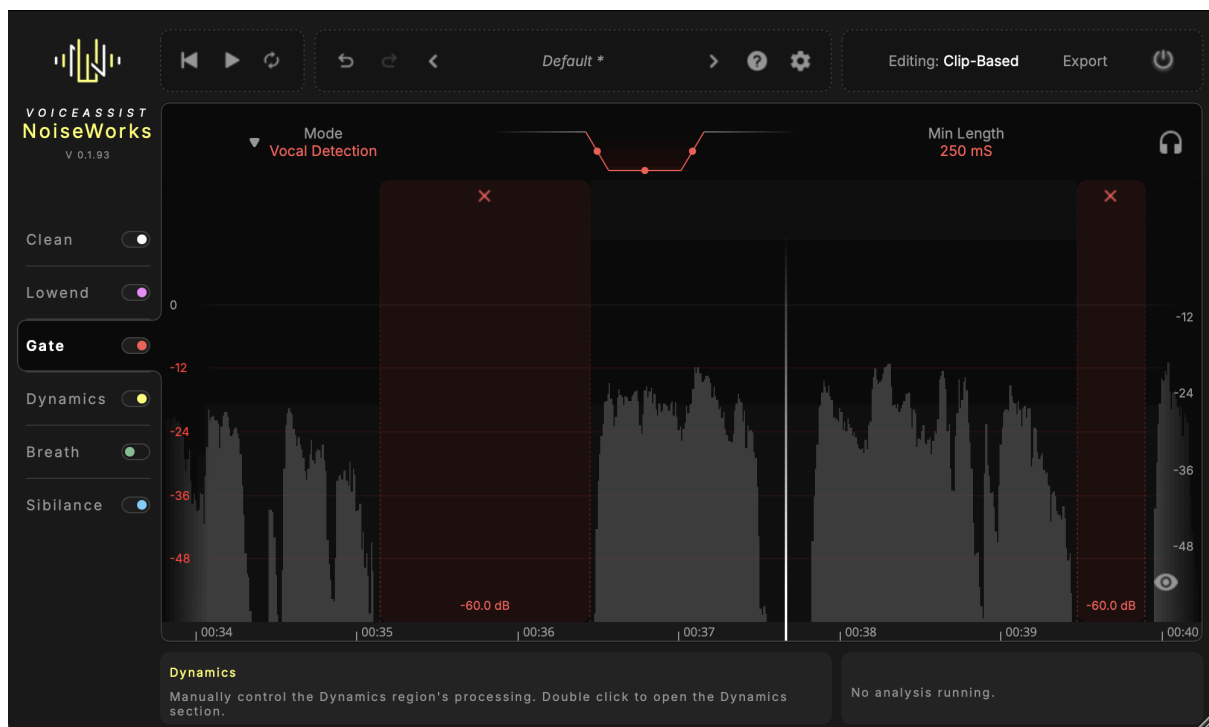 Default *
Editing: Clip-Based
Export
VOICEASSIST
NoiseWorks
V 0.1.93
Mode
Vocal Detection
Min Length
250 mS
Clean
Lowend
Gate
Dynamics
Breath
Sibilance
0
-12
-24
-36
-48
-12
-24
-36
-48
-60.0 dB
-60.0 dB
00:34
00:35
00:36
00:37
00:38
00:39
00:40
Dynamics
Manually control the Dynamics region's processing. Double click to open the Dynamics
section.
No analysis running.